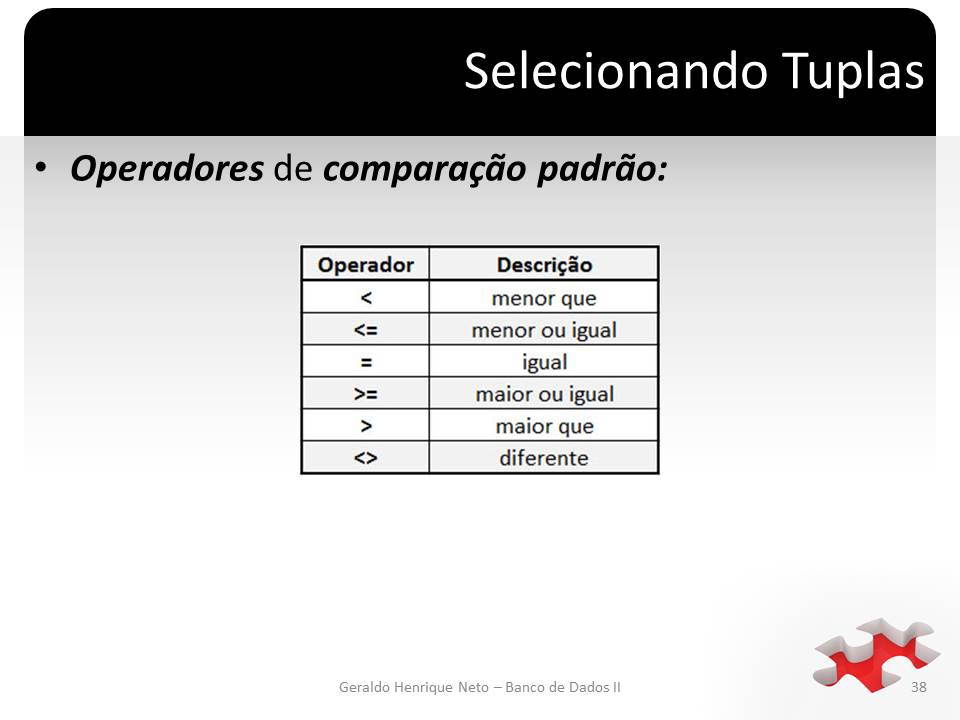 Selecionando Tuplas
• Operadores de comparação padrão:
Operador Descrição
< menor que
<= menor ou igual
= igual
>= maior ou igual
> maior que
<> diferente
Geraldo Henrique Neto – Banco de Dados II 38